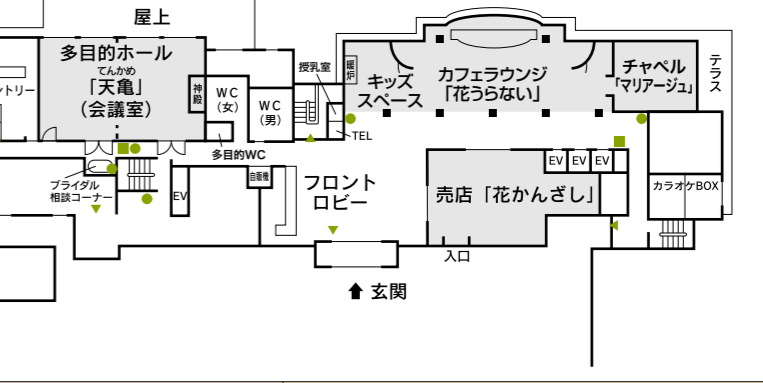 屋上
多目的ホール
てんかめ
「天亀」
（会議室）
ントリー
神殿
WC
（女）
WC
（男）
多目的WC
授乳室
TEL
暖炉
キッズ
スペース
カフェラウンジ
「花うらない」
チャペル
「マリアージュ」
テラス
ブライダル
相談コーナー
EV
自販機
フロント
ロビー
EV EV EV
売店「花かんざし」
カラオケBOX
入口
玄関